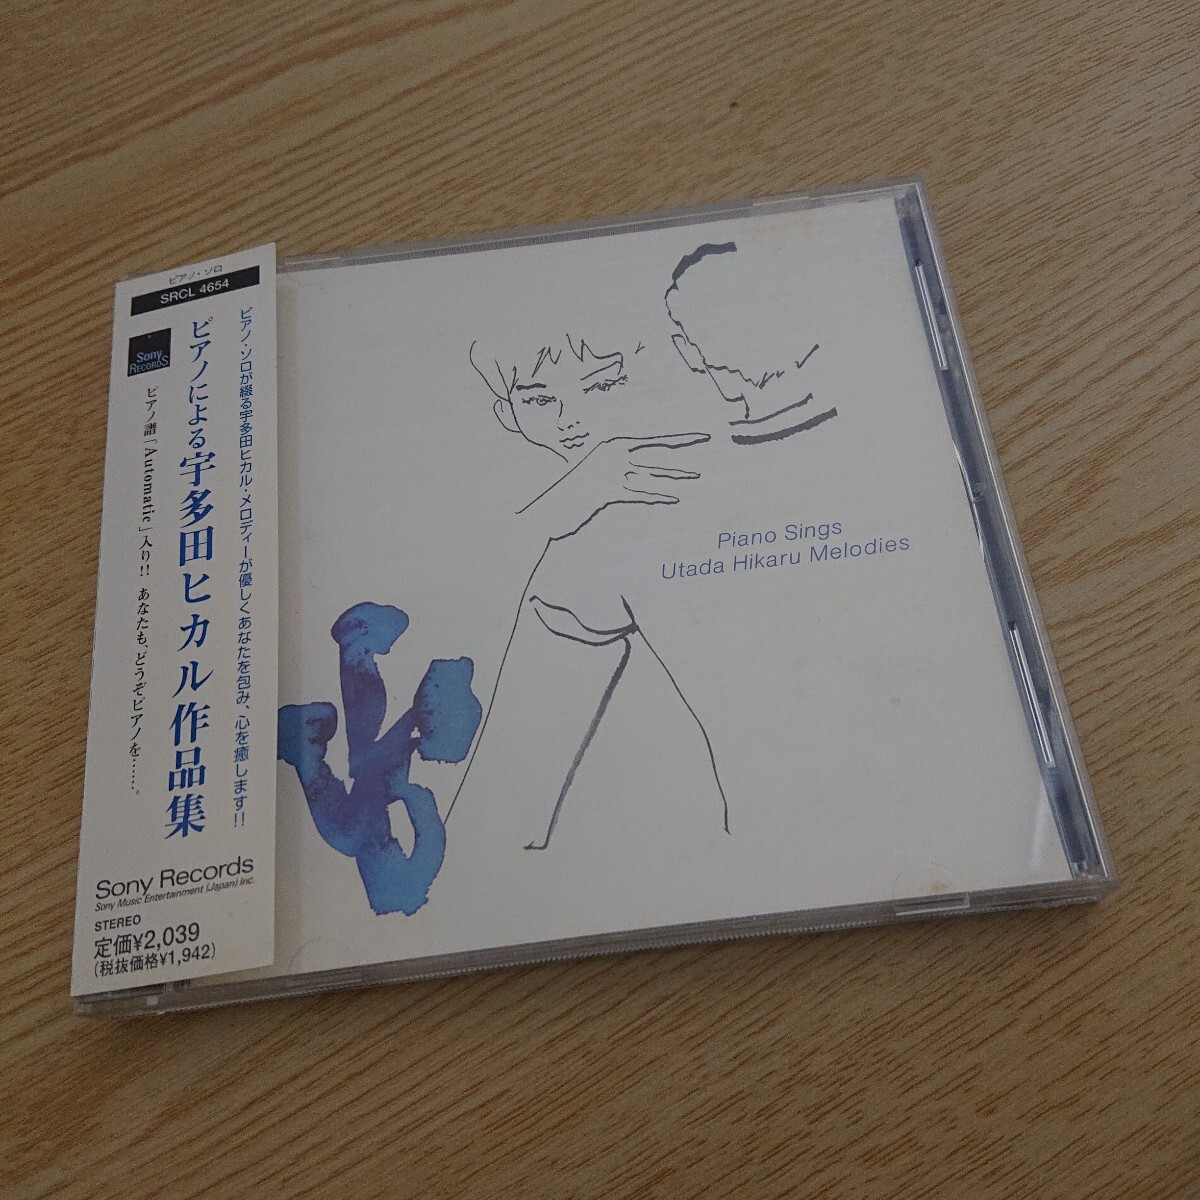 ピアノ・ソロ
SRCL 4654
Sony
RECORDS
ピアノ・ソロが綴る宇多田ヒカル・メロディーが優しくあなたを包み、心を癒します!!
ピアノによる宇多田ヒカル作品集
ピアノ譜「Automatic」入り!! あなたも、どうぞピアノを……。
Sony Records
Sony Music Entertainment (Japan) Inc.
STEREO
定価¥2,039
(税抜価格¥1,942)
Piano Sings
Utada Hikaru Melodies